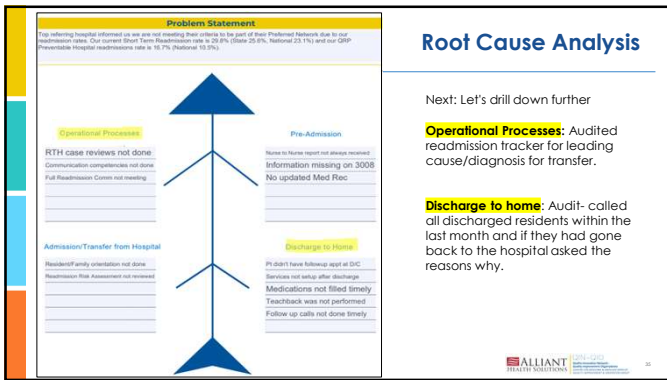 Problem Statement
Top referring hospital informed us we are not meeting their criteria to be part of their Preferred Network due to our
readmission rates. Our current Short Term Readmission rate is 29.8% (State 25.6%, National 23.1%) and our QRP
Preventable Hospital readmissions rate is 16.7% (National 10.5%).
Operational Processes
RTH case reviews not done
Communication competencies not done
Full Readmission Comm not meeting
Pre-Admission
Nurse to Nurse report not always received
Information missing on 3008
No updated Med Rec
Admission/Transfer from Hospital
Resident/Family orientation not done
Readmission Risk Assessment not reviewed
Discharge to Home
Pt didn't have followup appt at D/C
Services not setup after discharge
Medications not filled timely
Teachback was not performed
Follow up calls not done timely
Root Cause Analysis
Next: Let's drill down further
Operational Processes: Audited
readmission tracker for leading
cause/diagnosis for transfer.
Discharge to home: Audit- called
all discharged residents within the
last month and if they had gone
back to the hospital asked the
reasons why.
ALLIANT
HEALTH SOLUTIONS
QIN-QIO